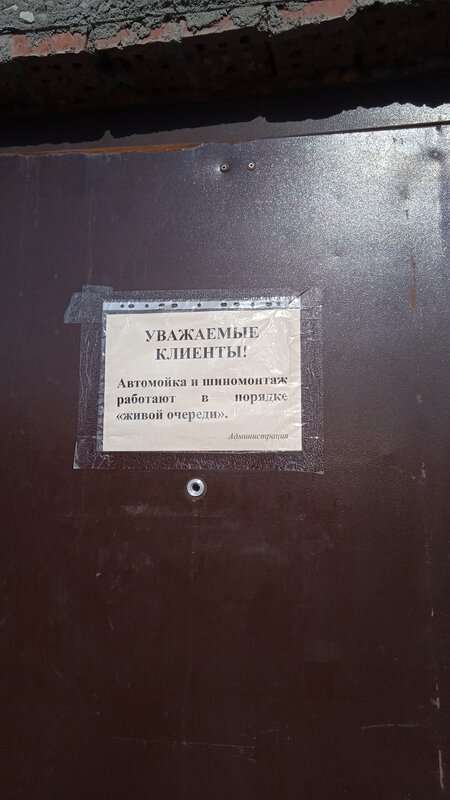 УВАЖАЕМЫЕ
КЛИЕНТЫ!
Автомойка и шиномонтаж
работают в порядке
«живой очереди».
Администрация